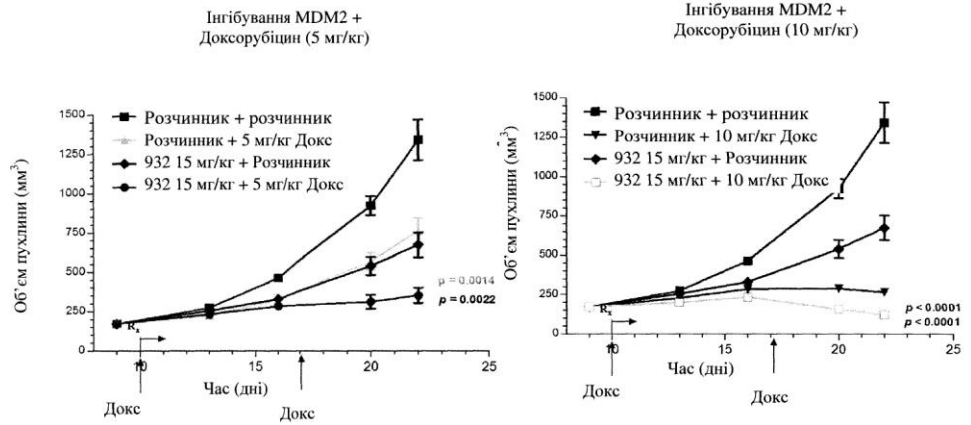 Інгібування MDM2 +
Доксорубіцин (5 мг/кг)
Об'єм пухлини (мм³)
1500
1250
1000
750
500
250
0
Розчинник + розчинник
Розчинник + 5 мг/кг Докс
932 15 мг/кг + Розчинник
932 15 мг/кг + 5 мг/кг Докс
p = 0.0014
p = 0.0022
Rx
5
10
15
20
25
Час (дні)
Докс
Докс
Інгібування MDM2 +
Доксорубіцин (10 мг/кг)
Об'єм пухлини (мм³)
1500
1250
1000
750
500
250
0
Розчинник + розчинник
Розчинник + 10 мг/кг Докс
932 15 мг/кг + Розчинник
932 15 мг/кг + 10 мг/кг Докс
p < 0.0001
p < 0.0001
Rx
5
10
15
20
25
Час (дні)
Докс
Докс